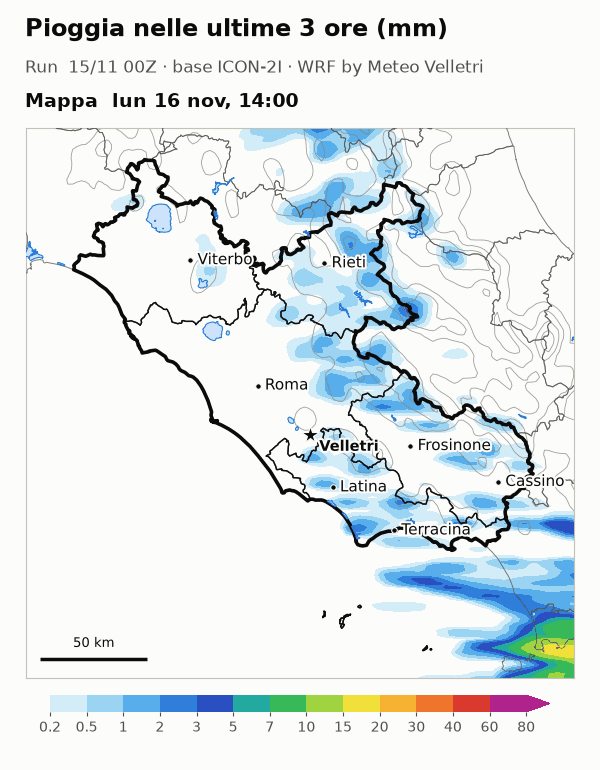 Pioggia nelle ultime 3 ore (mm)
Run  15/11 00Z · base ICON-2I · WRF by Meteo Velletri
Mappa  lun 16 nov, 14:00
Viterbo
Rieti
Roma
Velletri
Frosinone
Latina
Cassino
Terracina
50 km
0.2 0.5 1 2 3 5 7 10 15 20 30 40 60 80